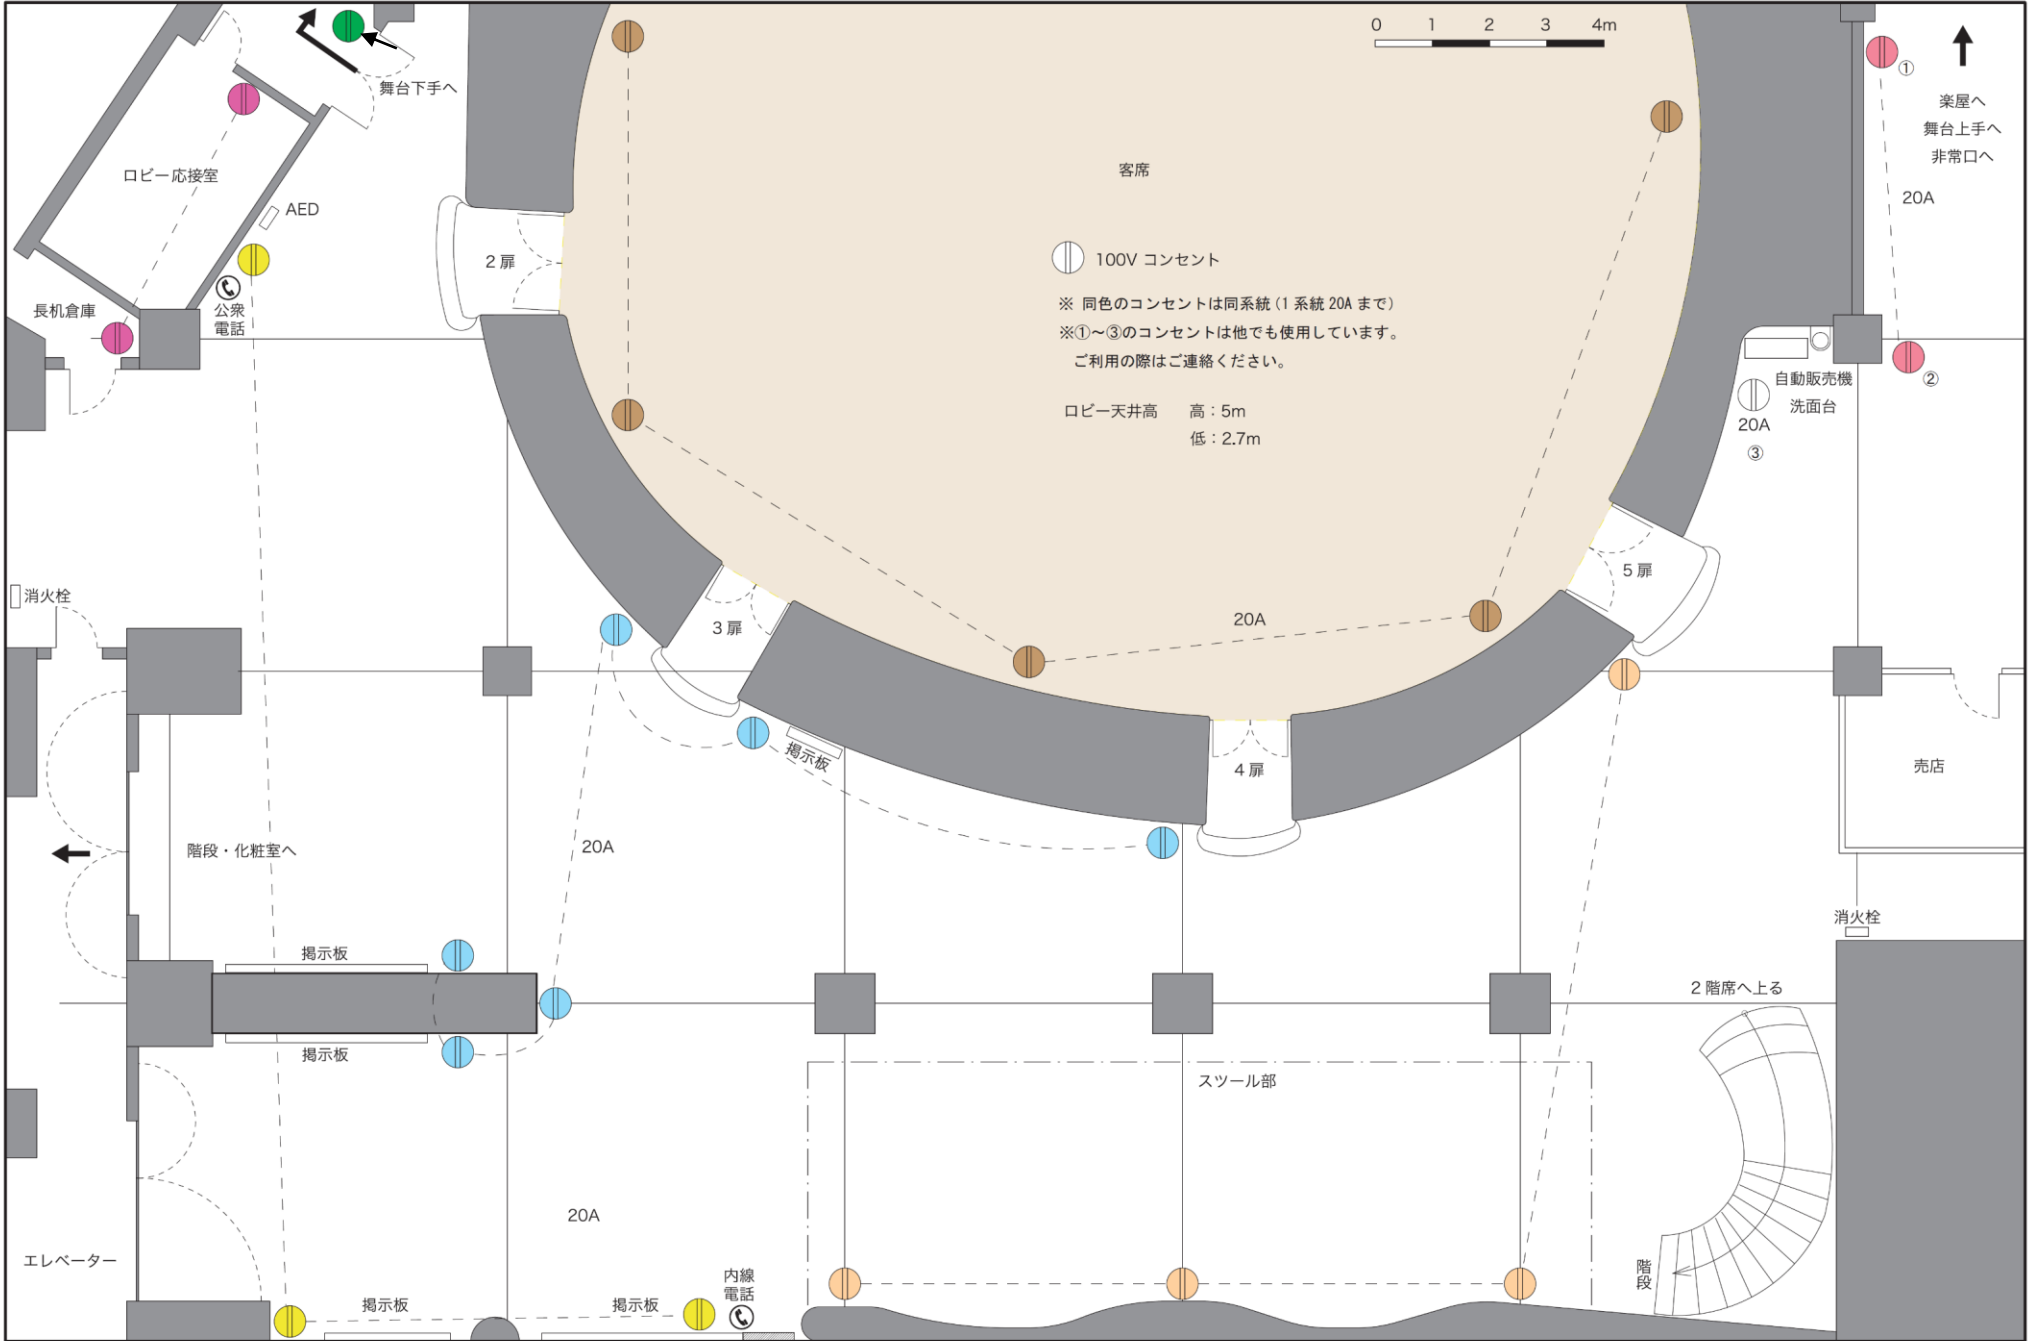 0 1 2 3 4m
①
舞台下手へ
楽屋へ
舞台上手へ
非常口へ
客席
ロビー応接室
20A
AED
2扉
100V コンセント
※ 同色のコンセントは同系統(1系統20Aまで)
※①～③のコンセントは他でも使用しています。
ご利用の際はご連絡ください。
長机倉庫
公衆
電話
②
自動販売機
洗面台
ロビー天井高 高：5m
低：2.7m
20A
③
5扉
消火栓
20A
3扉
掲示板
4扉
売店
20A
階段・化粧室へ
消火栓
掲示板
2階席へ上る
掲示板
スツール部
20A
エレベーター
階段
内線
電話
掲示板
掲示板